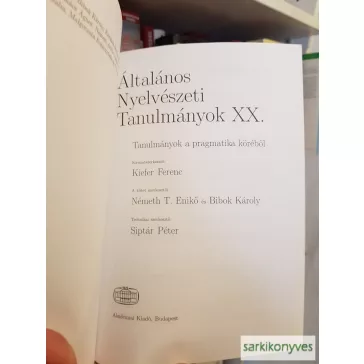 Általános
Nyelvészeti
Tanulmányok XX.
Tanulmányok a pragmatika köréből
Kiefer Ferenc
Németh T. Enikő és Bibok Károly
Siptár Péter
Akadémiai Kiadó, Budapest
sarkikonyves